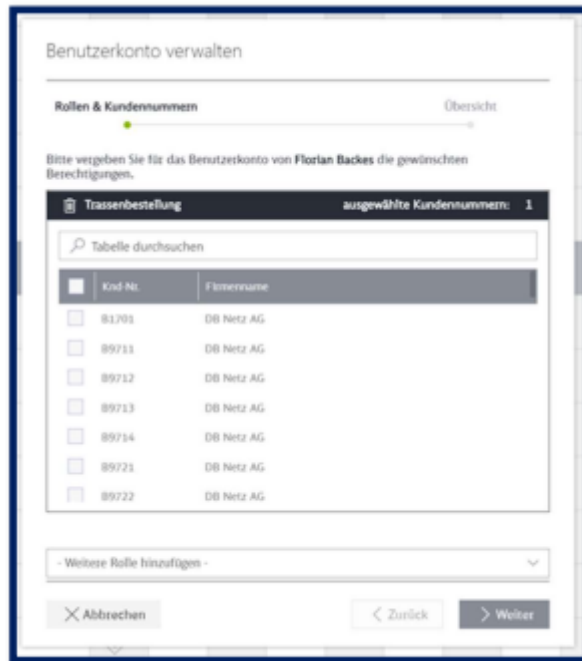 Benutzerkonto verwalten
Rollen & Kundennummern Übersicht
Bitte vergeben Sie für das Benutzerkonto von Florian Backes die gewünschten
Berechtigungen.
Trassenbestellung ausgewählte Kundennummern: 1
Tabelle durchsuchen
Knd-Nr. Firmenname
81701 DB Netz AG
89711 DB Netz AG
89712 DB Netz AG
89713 DB Netz AG
89714 DB Netz AG
89721 DB Netz AG
89722 DB Netz AG
- Weitere Rolle hinzufügen -
Abbrechen Zurück Weiter